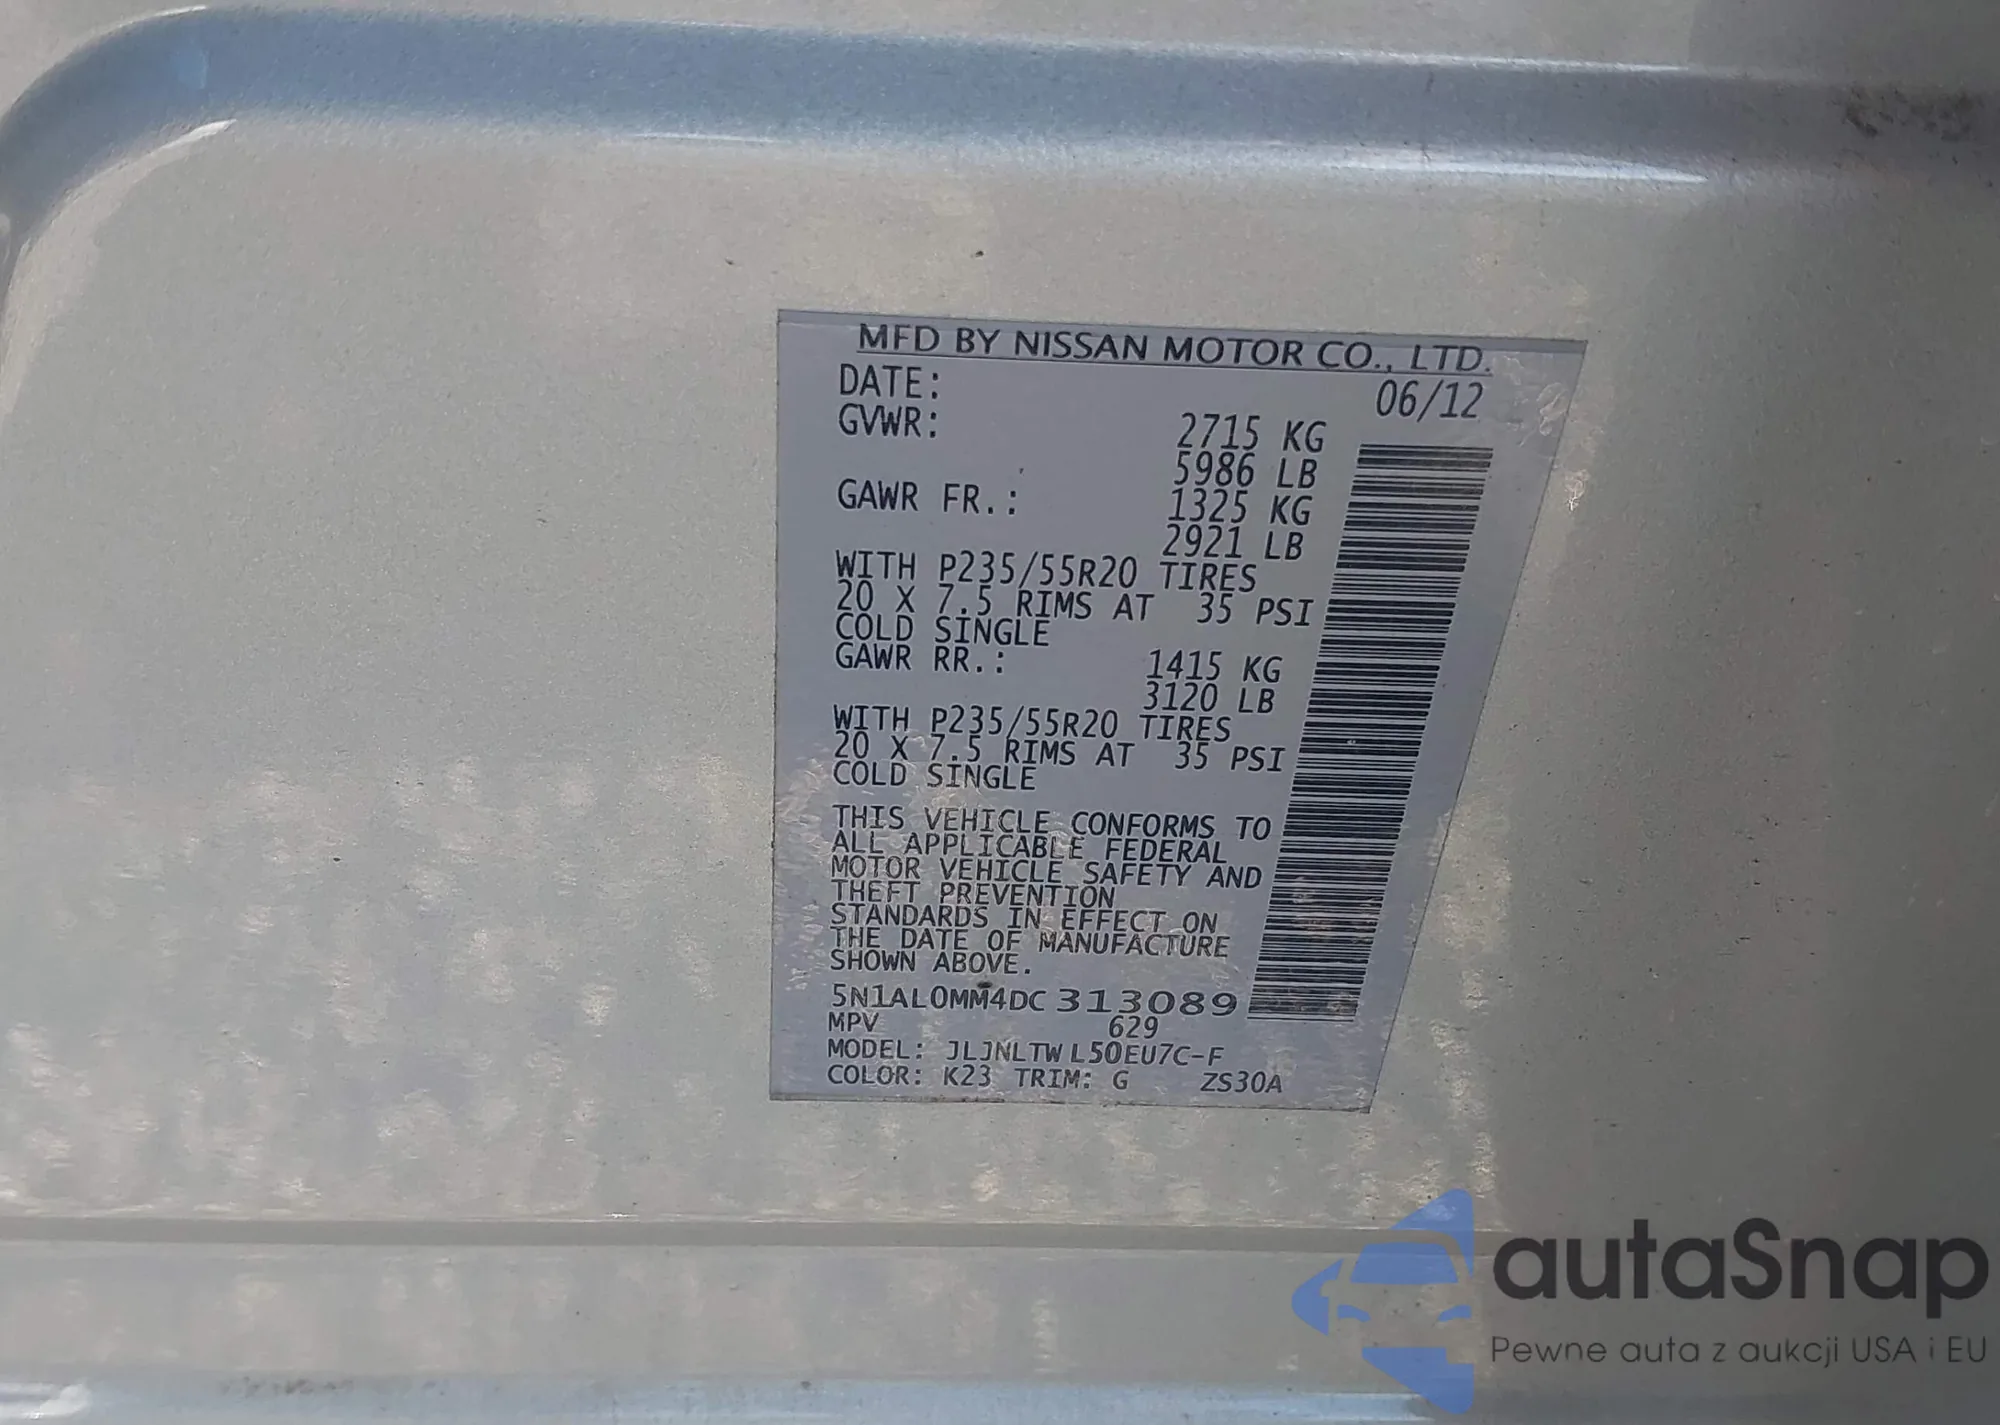 MFD BY NISSAN MOTOR CO., LTD.
DATE: 06/12
GVWR: 2715 KG
5986 LB
GAWR FR.: 1325 KG
2921 LB
WITH P235/55R20 TIRES
20 X 7.5 RIMS AT 35 PSI
COLD SINGLE
GAWR RR.: 1415 KG
3120 LB
WITH P235/55R20 TIRES
20 X 7.5 RIMS AT 35 PSI
COLD SINGLE
THIS VEHICLE CONFORMS TO
ALL APPLICABLE FEDERAL
MOTOR VEHICLE SAFETY AND
THEFT PREVENTION
STANDARDS IN EFFECT ON
THE DATE OF MANUFACTURE
SHOWN ABOVE.
5N1AL0MM4DC 313089
MPV 629
MODEL: JLJNLTW L50EU7C-F
COLOR: K23 TRIM: G ZS30A
autaSnap
Pewne auta z aukcji USA i EU